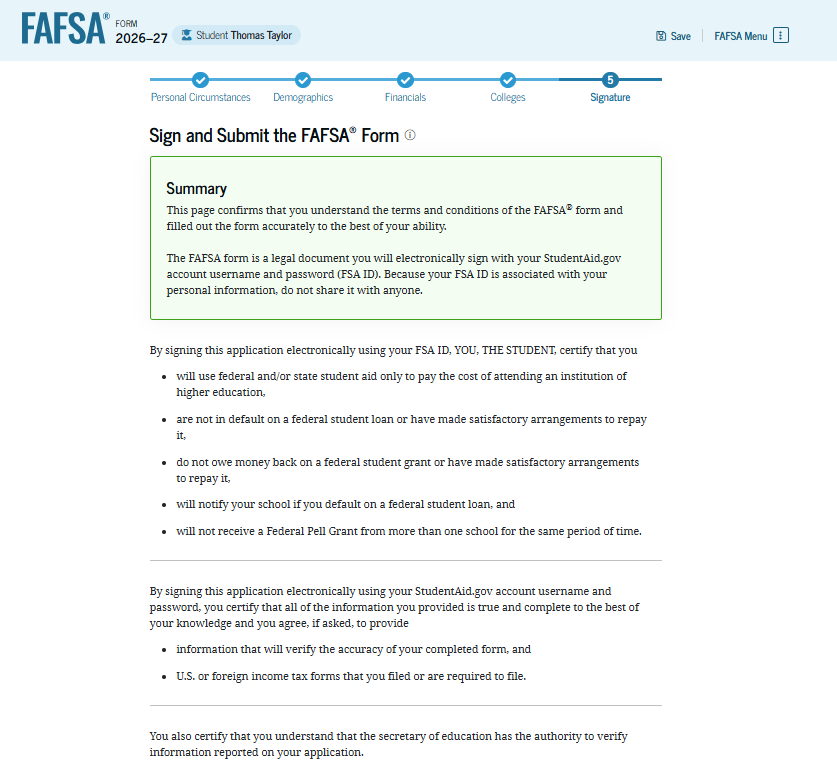 FAFSA® FORM
2026–27
Student Thomas Taylor
Save
FAFSA Menu
Personal Circumstances
Demographics
Financials
Colleges
5
Signature
Sign and Submit the FAFSA® Form
Summary
This page confirms that you understand the terms and conditions of the FAFSA® form and
filled out the form accurately to the best of your ability.
The FAFSA form is a legal document you will electronically sign with your StudentAid.gov
account username and password (FSA ID). Because your FSA ID is associated with your
personal information, do not share it with anyone.
By signing this application electronically using your FSA ID, YOU, THE STUDENT, certify that you
• will use federal and/or state student aid only to pay the cost of attending an institution of
higher education,
• are not in default on a federal student loan or have made satisfactory arrangements to repay
it,
• do not owe money back on a federal student grant or have made satisfactory arrangements
to repay it,
• will notify your school if you default on a federal student loan, and
• will not receive a Federal Pell Grant from more than one school for the same period of time.
By signing this application electronically using your StudentAid.gov account username and
password, you certify that all of the information you provided is true and complete to the best of
your knowledge and you agree, if asked, to provide
• information that will verify the accuracy of your completed form, and
• U.S. or foreign income tax forms that you filed or are required to file.
You also certify that you understand that the secretary of education has the authority to verify
information reported on your application.